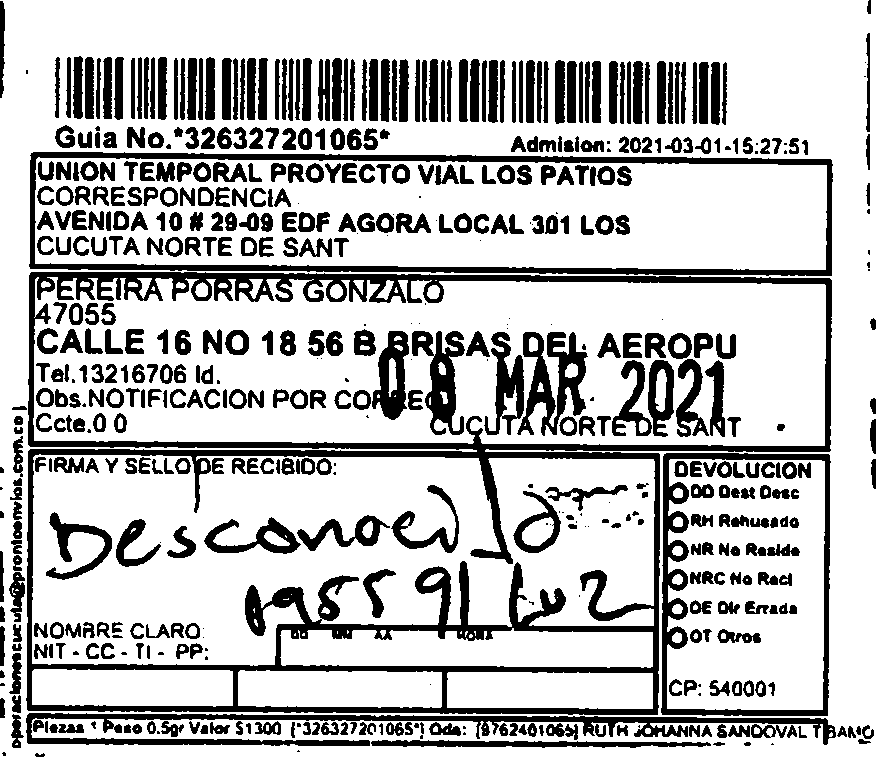 Guia No.*326327201065*
Admision: 2021-03-01-15:27:51
UNION TEMPORAL PROYECTO VIAL LOS PATIOS
CORRESPONDENCIA
AVENIDA 10 # 29-09 EDF AGORA LOCAL 301 LOS
CUCUTA NORTE DE SANT
PEREIRA PORRAS GONZALO
47055
CALLE 16 NO 18 56 B BRISAS DEL AEROPU
Tel.13216706 Id.
Obs.NOTIFICACION POR CORREO
MAR 2021
Ccte.0 0
CUCUTA NORTE DE SANT
FIRMA Y SELLO DE RECIBIDO:
Desconocido
Luz
NOMBRE CLARO:
NIT - CC - TI - PP:
DD MM AA HORA
DEVOLUCION
DD Dest Desc
RH Rehusado
NR No Reside
NRC No Recl
DE Dir Errada
OT Otros
CP: 540001
operacionescucuta@prontoenvios.com.co
Piezas 1 Peso 0.5gr Valor $1300 [*326327201065*] Oda: [9762401065] RUTH JOHANNA SANDOVAL TIBAMO